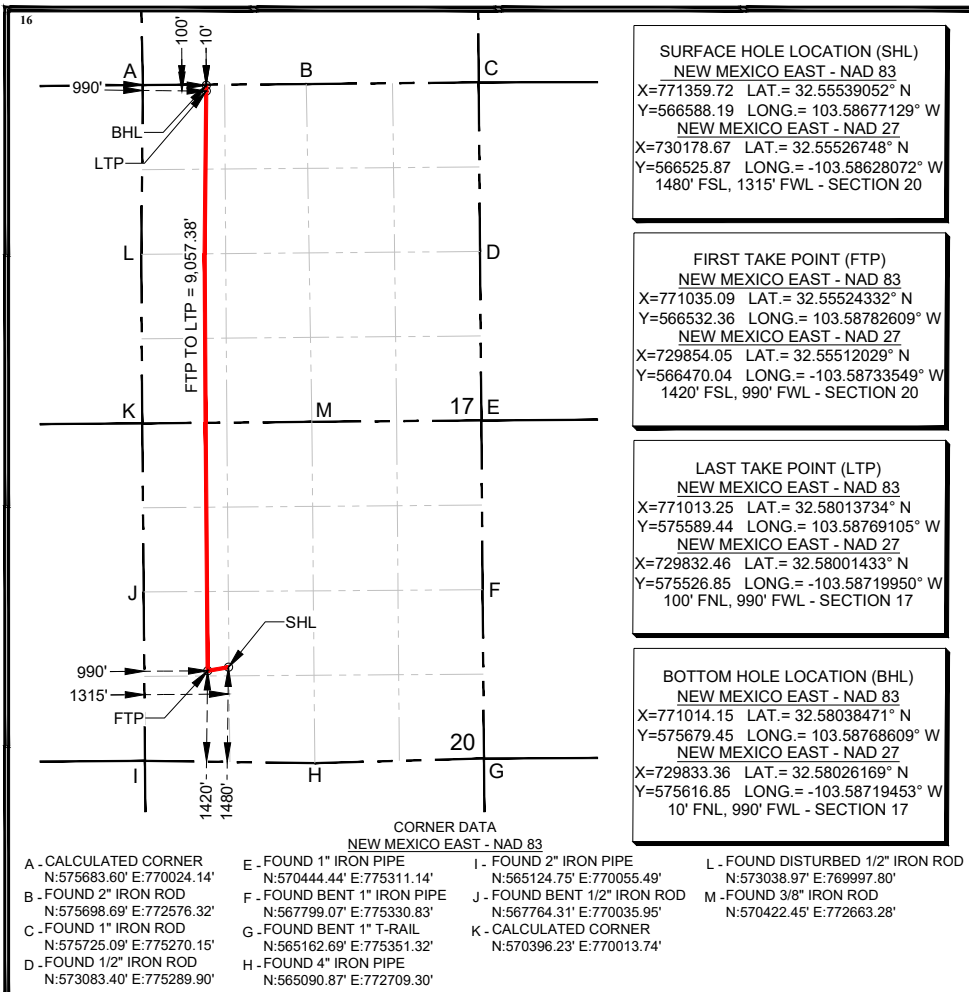 16
100'
10'
A
B
C
990'
BHL
LTP
L
D
FTP TO LTP = 9,057.38'
K
M
17
E
J
F
SHL
990'
1315'
FTP
20
I
H
G
1420'
1480'
SURFACE HOLE LOCATION (SHL)
NEW MEXICO EAST - NAD 83
X=771359.72 LAT.= 32.55539052° N
Y=566588.19 LONG.= 103.58677129° W
NEW MEXICO EAST - NAD 27
X=730178.67 LAT.= 32.55526748° N
Y=566525.87 LONG.= -103.58628072° W
1480' FSL, 1315' FWL - SECTION 20
FIRST TAKE POINT (FTP)
NEW MEXICO EAST - NAD 83
X=771035.09 LAT.= 32.55524332° N
Y=566532.36 LONG.= 103.58782609° W
NEW MEXICO EAST - NAD 27
X=729854.05 LAT.= 32.55512029° N
Y=566470.04 LONG.= -103.58733549° W
1420' FSL, 990' FWL - SECTION 20
LAST TAKE POINT (LTP)
NEW MEXICO EAST - NAD 83
X=771013.25 LAT.= 32.58013734° N
Y=575589.44 LONG.= 103.58769105° W
NEW MEXICO EAST - NAD 27
X=729832.46 LAT.= 32.58001433° N
Y=575526.85 LONG.= -103.58719950° W
100' FNL, 990' FWL - SECTION 17
BOTTOM HOLE LOCATION (BHL)
NEW MEXICO EAST - NAD 83
X=771014.15 LAT.= 32.58038471° N
Y=575679.45 LONG.= 103.58768609° W
NEW MEXICO EAST - NAD 27
X=729833.36 LAT.= 32.58026169° N
Y=575616.85 LONG.= -103.58719453° W
10' FNL, 990' FWL - SECTION 17
CORNER DATA
NEW MEXICO EAST - NAD 83
A - CALCULATED CORNER
N:575683.60' E:770024.14'
B - FOUND 2" IRON ROD
N:575698.69' E:772576.32'
C - FOUND 1" IRON ROD
N:575725.09' E:775270.15'
D - FOUND 1/2" IRON ROD
N:573083.40' E:775289.90'
E - FOUND 1" IRON PIPE
N:570444.44' E:775311.14'
F - FOUND BENT 1" IRON PIPE
N:567799.07' E:775330.83'
G - FOUND BENT 1" T-RAIL
N:565162.69' E:775351.32'
H - FOUND 4" IRON PIPE
N:565090.87' E:772709.30'
I - FOUND 2" IRON PIPE
N:565124.75' E:770055.49'
J - FOUND BENT 1/2" IRON ROD
N:567764.31' E:770035.95'
K - CALCULATED CORNER
N:570396.23' E:770013.74'
L - FOUND DISTURBED 1/2" IRON ROD
N:573038.97' E:769997.80'
M - FOUND 3/8" IRON ROD
N:570422.45' E:772663.28'